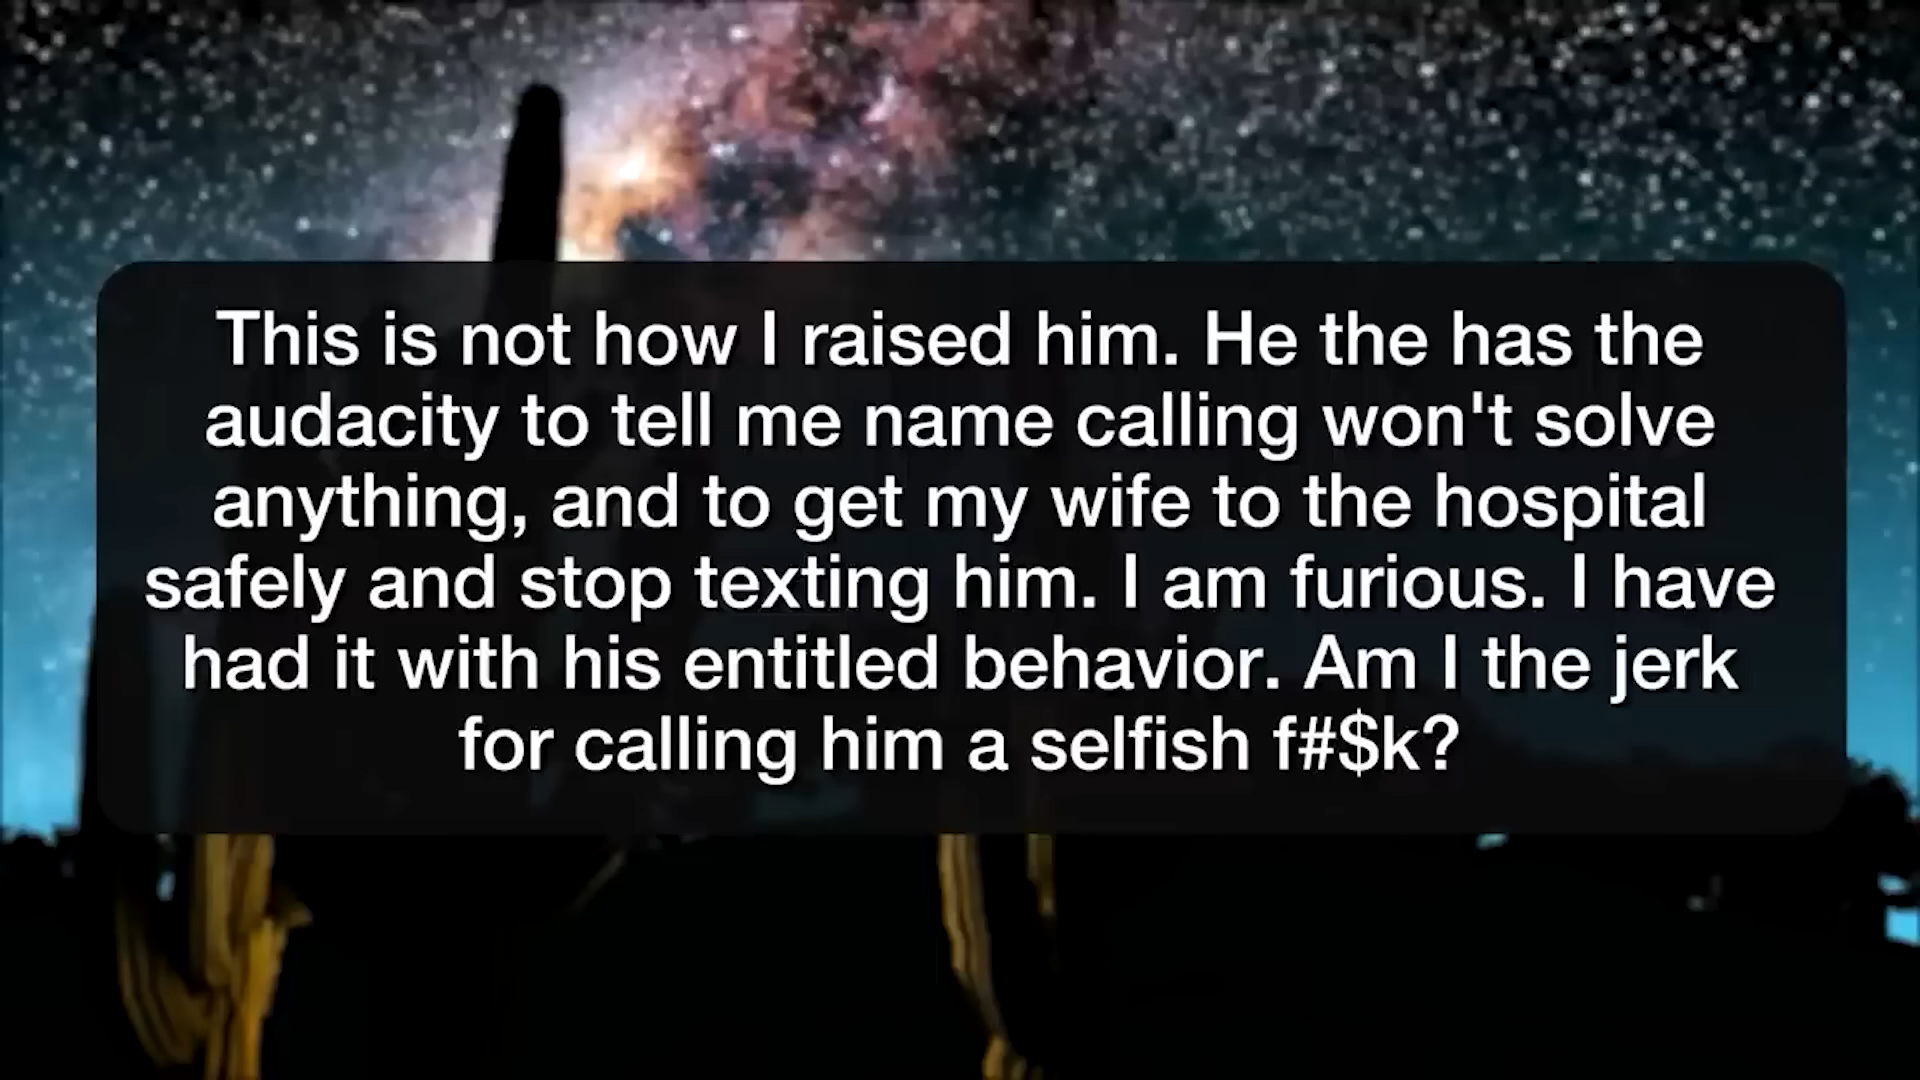 This is not how I raised him. He the has the
audacity to tell me name calling won't solve
anything, and to get my wife to the hospital
safely and stop texting him. I am furious. I have
had it with his entitled behavior. Am I the jerk
for calling him a selfish f#$k?